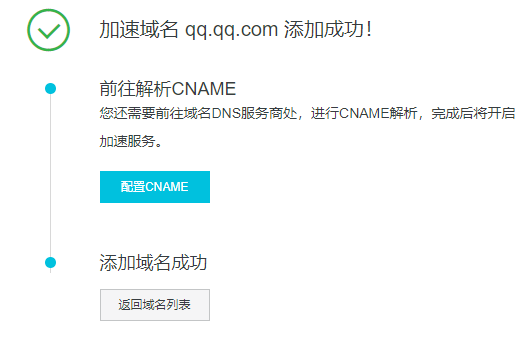 加速域名 qq.qq.com 添加成功！
前往解析CNAME
您还需要前往域名DNS服务商处，进行CNAME解析，完成后将开启
加速服务。
配置CNAME
添加域名成功
返回域名列表